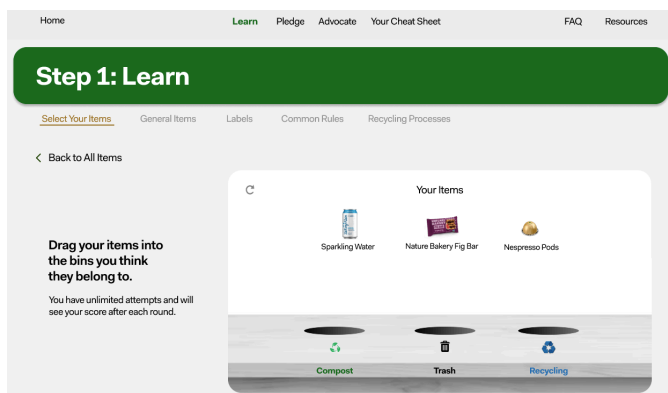 Home Learn Pledge Advocate Your Cheat Sheet FAQ Resources
Step 1: Learn
Select Your Items General Items Labels Common Rules Recycling Processes
Back to All Items
Your Items
Sparkling Water Nature Bakery Fig Bar Nespresso Pods
Drag your items into
the bins you think
they belong to.
You have unlimited attempts and will
see your score after each round.
Compost Trash Recycling